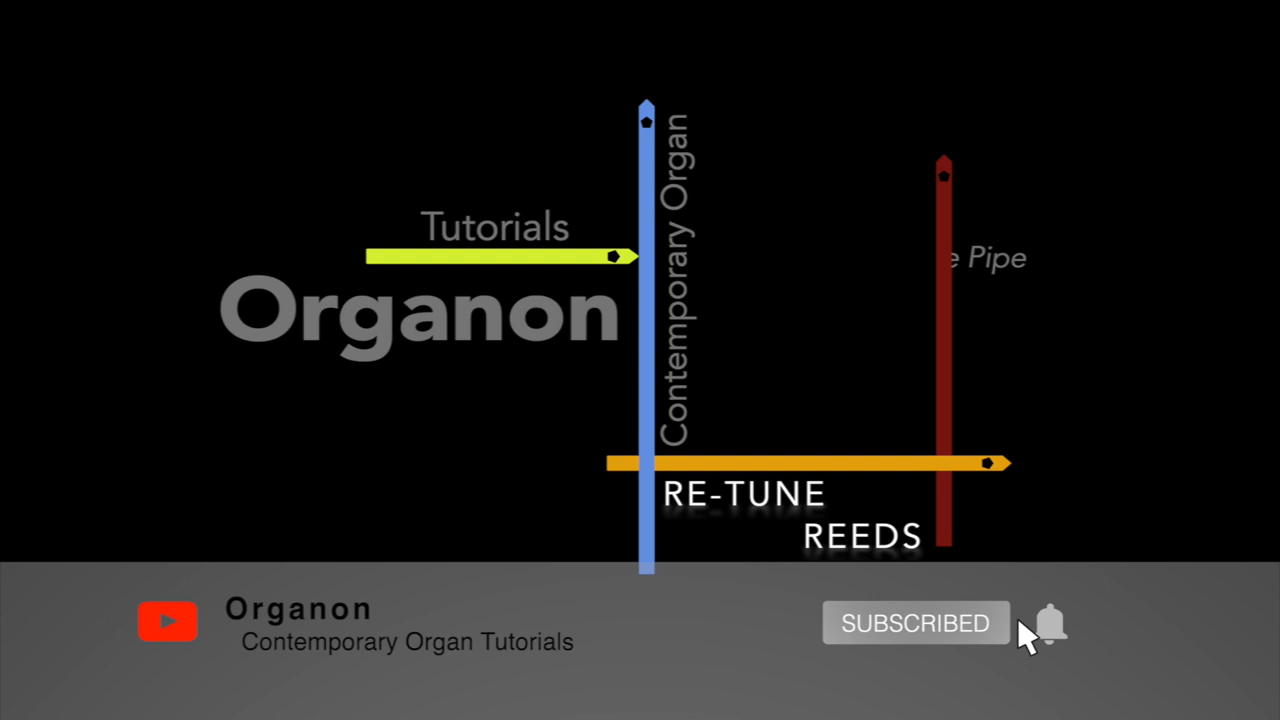 Tutorials
Organon
Contemporary Organ
Pipe
RE-TUNE
REEDS
Organon
Contemporary Organ Tutorials
SUBSCRIBED